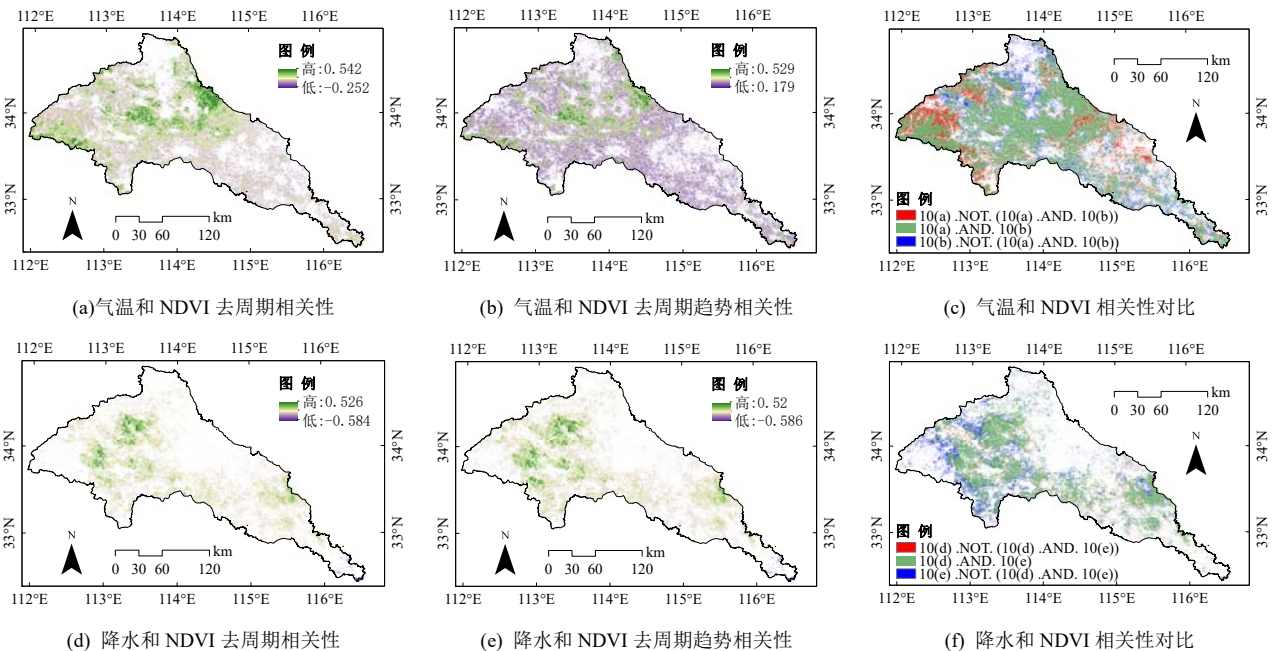 112°E 113°E 114°E 115°E 116°E
图 例
高:0.542
低:-0.252
34°N
33°N
34°N
33°N
N
km
0 30 60 120
112°E 113°E 114°E 115°E 116°E
(a)气温和 NDVI 去周期相关性
112°E 113°E 114°E 115°E 116°E
图 例
高:0.529
低:0.179
34°N
33°N
34°N
33°N
N
km
0 30 60 120
112°E 113°E 114°E 115°E 116°E
(b) 气温和 NDVI 去周期趋势相关性
112°E 113°E 114°E 115°E 116°E
km
0 30 60 120
N
34°N
33°N
34°N
33°N
图 例
10(a) .NOT. (10(a) .AND. 10(b))
10(a) .AND. 10(b)
10(b) .NOT. (10(a) .AND. 10(b))
112°E 113°E 114°E 115°E 116°E
(c) 气温和 NDVI 相关性对比
112°E 113°E 114°E 115°E 116°E
图 例
高:0.526
低:-0.584
34°N
33°N
34°N
33°N
N
km
0 30 60 120
112°E 113°E 114°E 115°E 116°E
(d) 降水和 NDVI 去周期相关性
112°E 113°E 114°E 115°E 116°E
图 例
高:0.52
低:-0.586
34°N
33°N
34°N
33°N
N
km
0 30 60 120
112°E 113°E 114°E 115°E 116°E
(e) 降水和 NDVI 去周期趋势相关性
112°E 113°E 114°E 115°E 116°E
km
0 30 60 120
N
34°N
33°N
34°N
33°N
图 例
10(d) .NOT. (10(d) .AND. 10(e))
10(d) .AND. 10(e)
10(e) .NOT. (10(d) .AND. 10(e))
112°E 113°E 114°E 115°E 116°E
(f) 降水和 NDVI 相关性对比